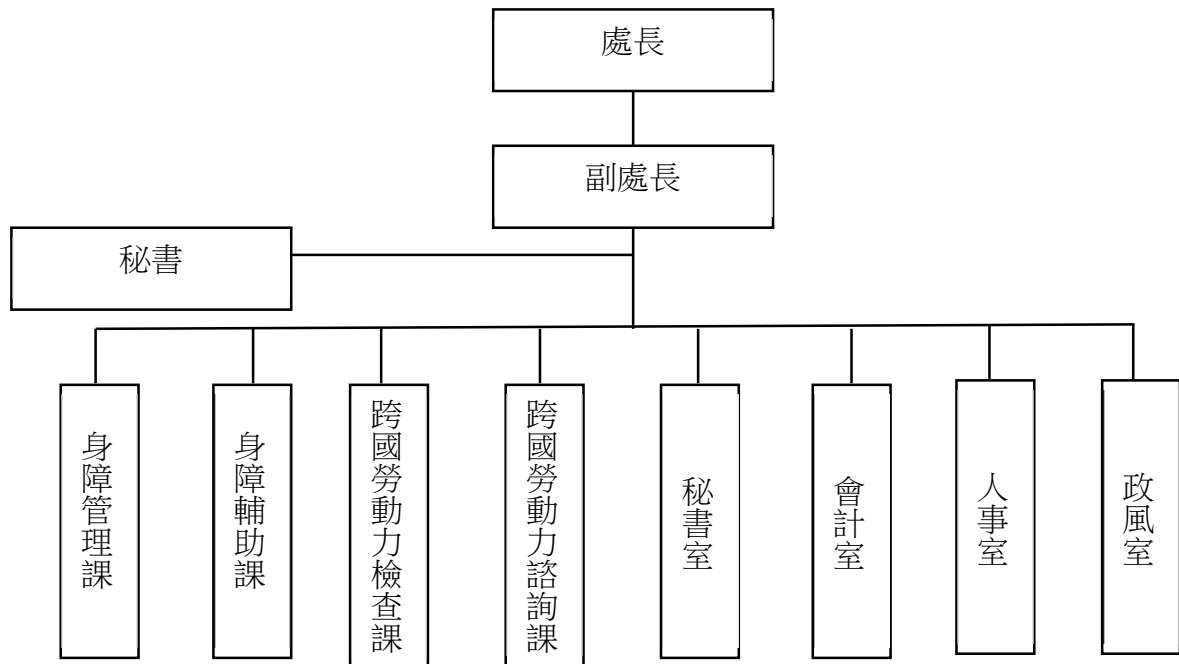 處長
副處長
秘書
身障管理課
身障輔助課
跨國勞動力檢查課
跨國勞動力諮詢課
秘書室
會計室
人事室
政風室